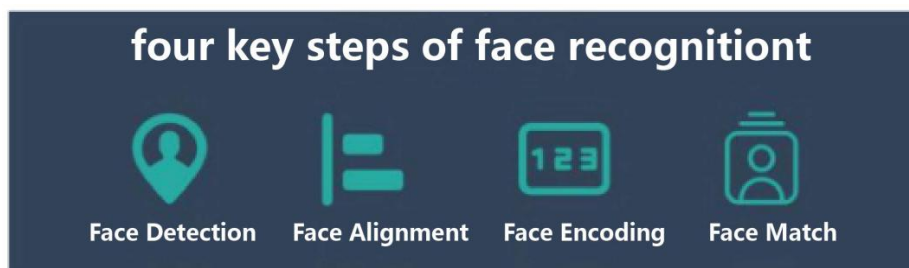 four key steps of face recognitiont
123
Face Detection Face Alignment Face Encoding Face Match